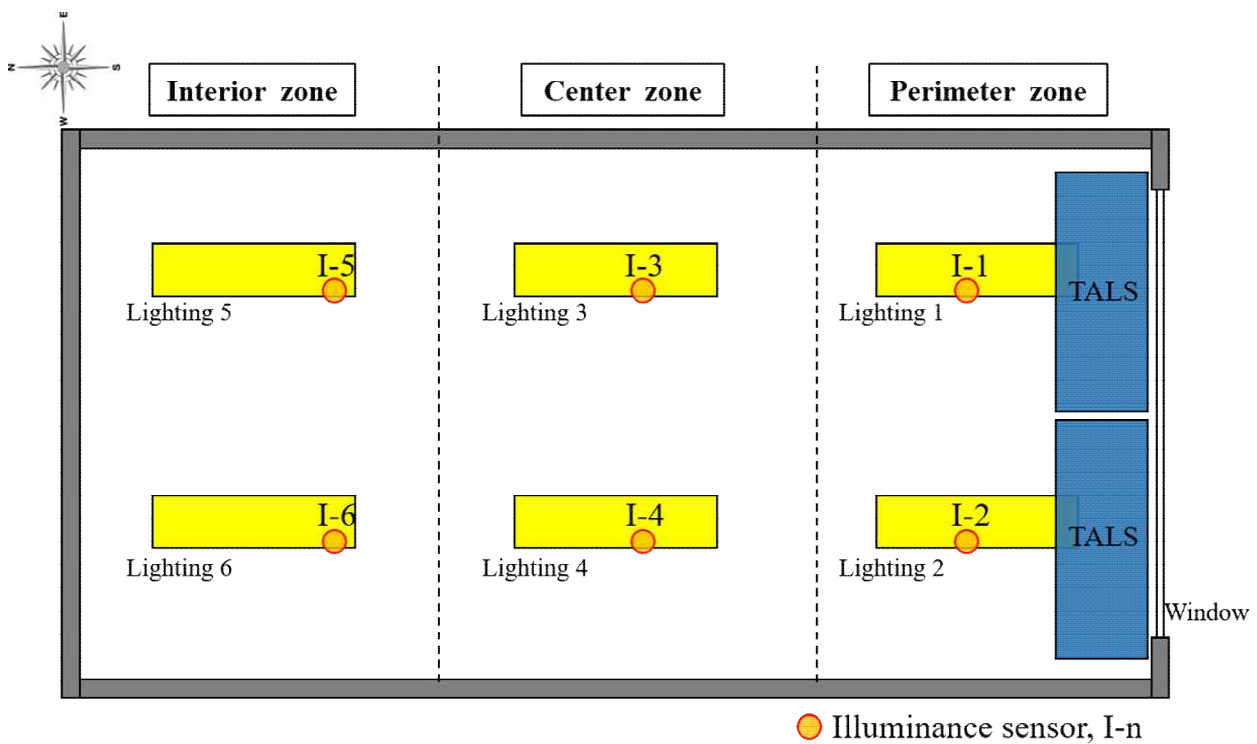 E
N
S
W
Interior zone
Center zone
Perimeter zone
I-5
I-3
I-1
TALS
Lighting 5
Lighting 3
Lighting 1
I-6
I-4
I-2
TALS
Lighting 6
Lighting 4
Lighting 2
Window
Illuminance sensor, I-n